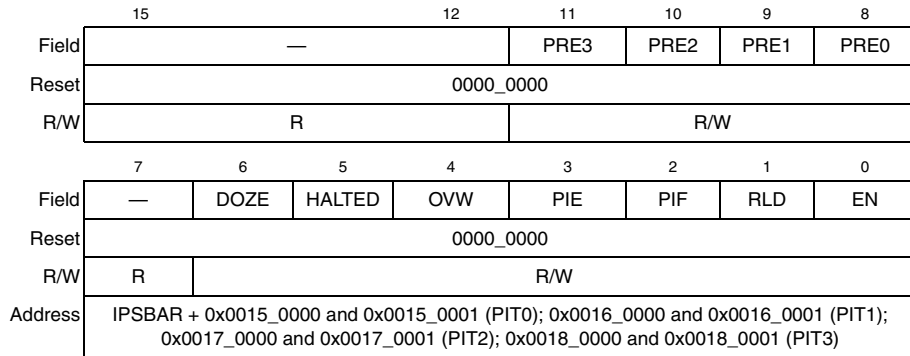 15 12 11 10 9 8
Field — PRE3 PRE2 PRE1 PRE0
Reset 0000_0000
R/W R R/W
7 6 5 4 3 2 1 0
Field — DOZE HALTED OVW PIE PIF RLD EN
Reset 0000_0000
R/W R R/W
Address IPSBAR + 0x0015_0000 and 0x0015_0001 (PIT0); 0x0016_0000 and 0x0016_0001 (PIT1);
0x0017_0000 and 0x0017_0001 (PIT2); 0x0018_0000 and 0x0018_0001 (PIT3)